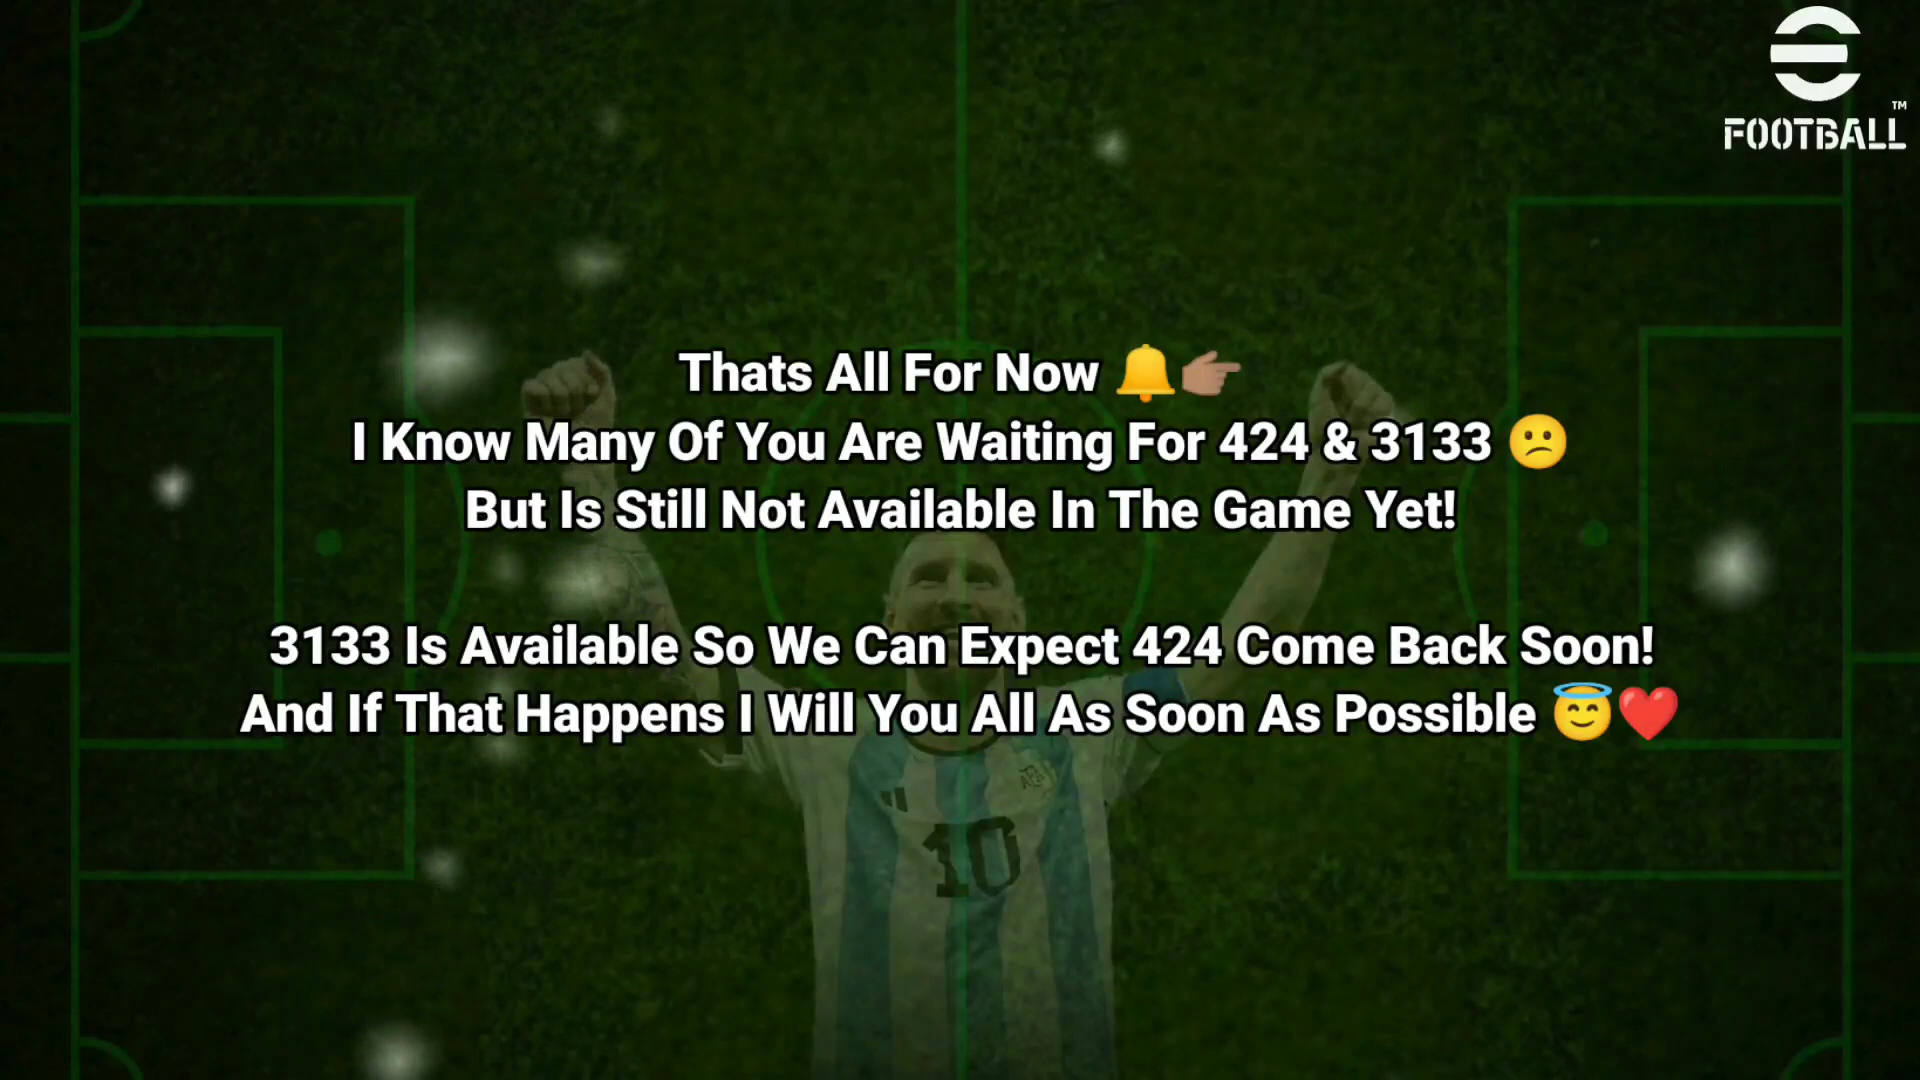 FOOTBALL™
Thats All For Now 🔔👉🏽
I Know Many Of You Are Waiting For 424 & 3133 😕
But Is Still Not Available In The Game Yet!
3133 Is Available So We Can Expect 424 Come Back Soon!
And If That Happens I Will You All As Soon As Possible 😇❤️
AFA
10